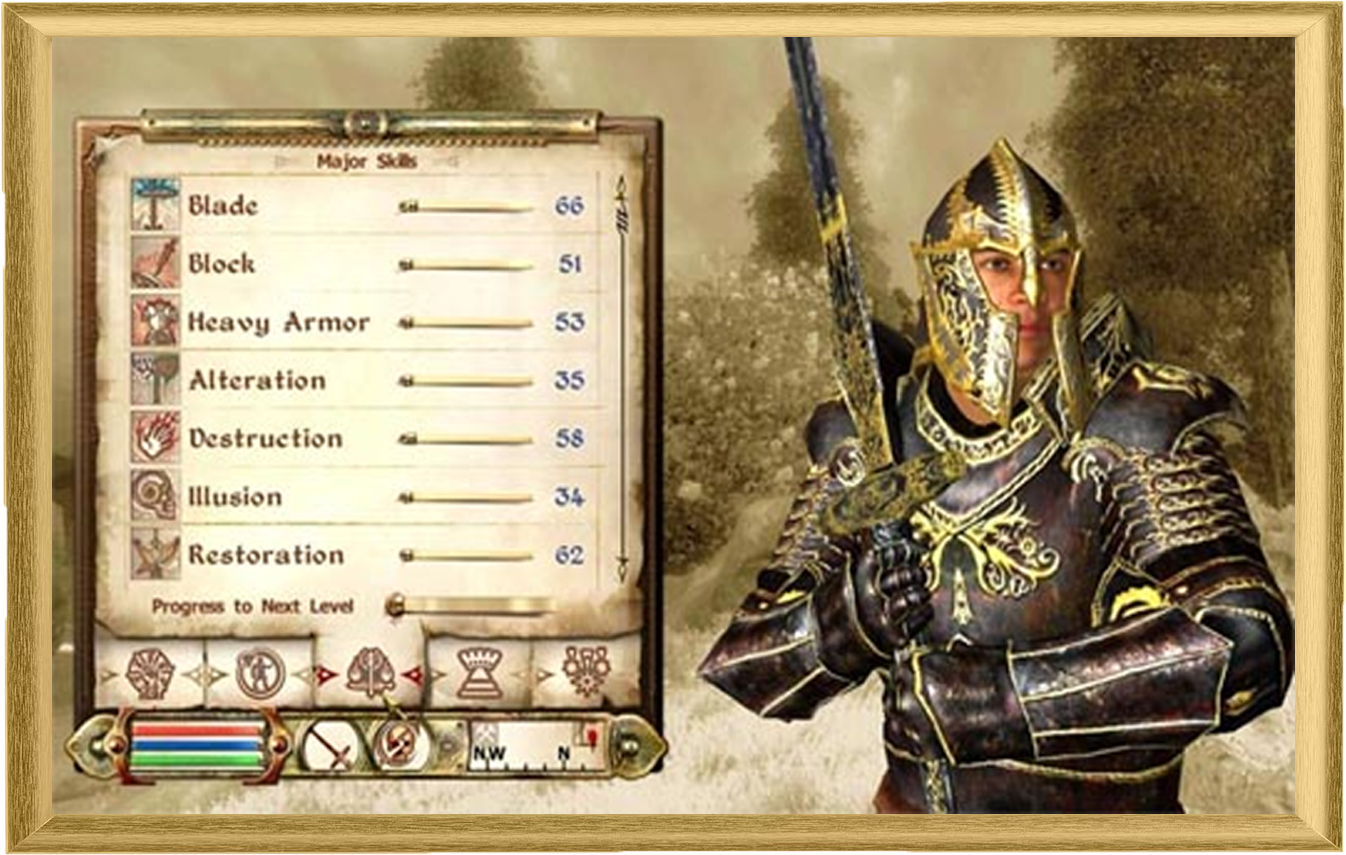 Major Skills
Blade 66
Block 51
Heavy Armor 53
Alteration 35
Destruction 58
Illusion 34
Restoration 62
Progress to Next Level
NW N